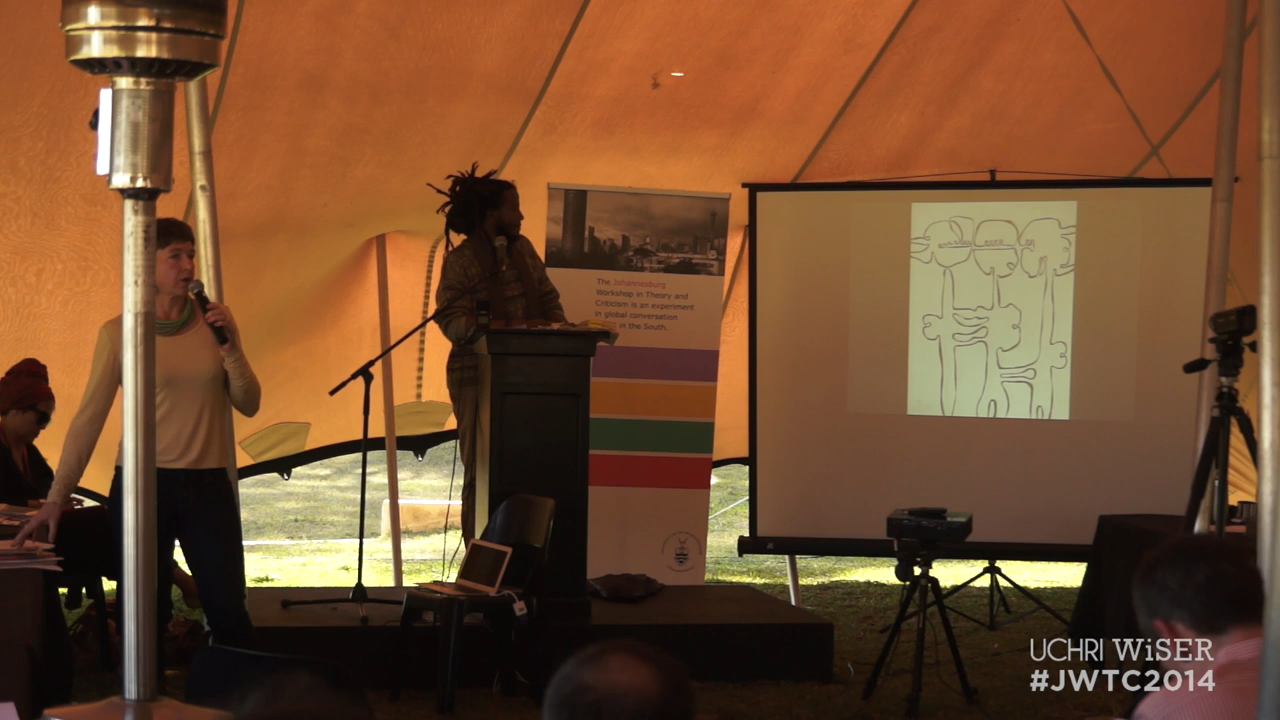 The Johannesburg
Workshop in Theory and
Criticism is an experiment
in global conversation
in the South.
UCHRI WiSER
#JWTC2014